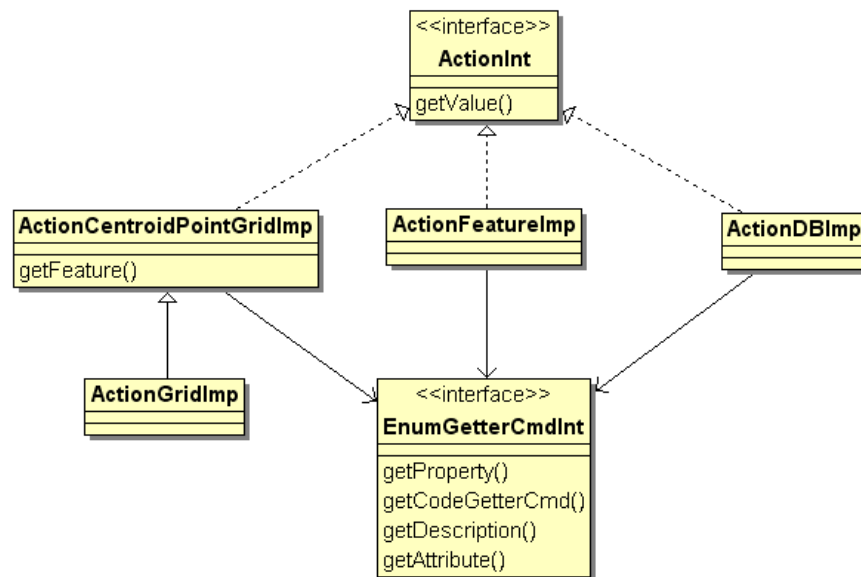 <<interface>>
ActionInt
getValue()
ActionCentroidPointGridImp
getFeature()
ActionFeatureImp
ActionDBImp
ActionGridImp
<<interface>>
EnumGetterCmdInt
getProperty()
getCodeGetterCmd()
getDescription()
getAttribute()